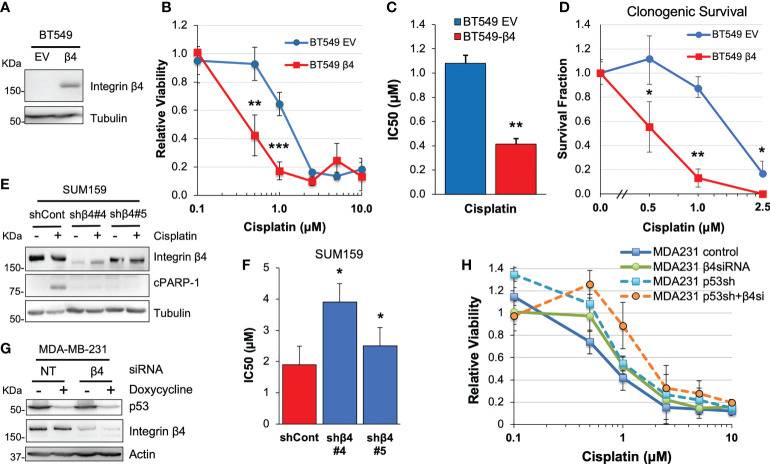 A
BT549
KDa
EV β4
150
Integrin β4
50
Tubulin
B
BT549 EV
BT549 β4
Relative Viability
1.2
1.0
0.8
0.6
0.4
0.2
0
**
***
0.1 1.0 10.0
Cisplatin (µM)
C
BT549 EV
BT549-β4
IC50 (µM)
1.4
1.2
1.0
0.8
0.6
0.4
0.2
0
**
Cisplatin
D
Clonogenic Survival
BT549 EV
BT549 β4
Survival Fraction
1.4
1.2
1.0
0.8
0.6
0.4
0.2
0
*
**
*
0.0 0.5 1.0 2.5
Cisplatin (µM)
E
SUM159
shCont shβ4#4 shβ4#5
KDa
- + - + - + Cisplatin
150
Integrin β4
75
cPARP-1
50
Tubulin
F
SUM159
IC50 (µM)
6
5
4
3
2
1
0
*
*
shCont shβ4 shβ4
#4 #5
G
MDA-MB-231
NT β4 siRNA
KDa
- + - + Doxycycline
50
p53
150
Integrin β4
37
Actin
H
MDA231 control
MDA231 β4siRNA
MDA231 p53sh
MDA231 p53sh+β4si
Relative Viability
1.4
1.2
1
0.8
0.6
0.4
0.2
0
0.1 1 10
Cisplatin (µM)